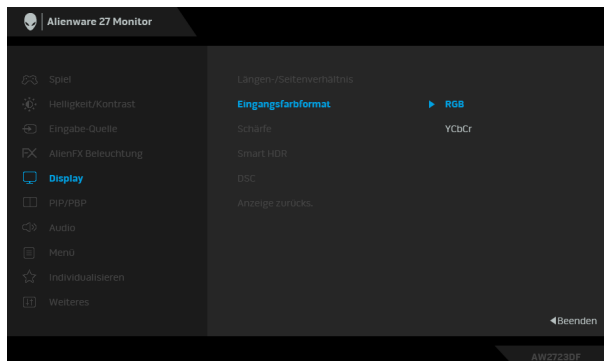 Alienware 27 Monitor
Spiel
Helligkeit/Kontrast
Eingabe-Quelle
AlienFX Beleuchtung
Display
PIP/PBP
Audio
Menü
Individualisieren
Weiteres
Längen-/Seitenverhältnis
Eingangsfarbformat
RGB
YCbCr
Schärfe
Smart HDR
DSC
Anzeige zurücks.
Beenden
AW2723DF